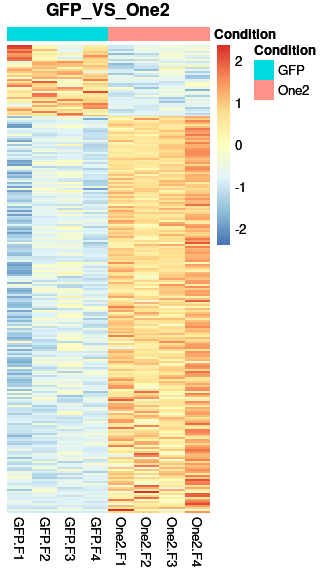 GFP_VS_One2
Condition
Condition
GFP
One2
2
1
0
-1
-2
GFP.F1
GFP.F2
GFP.F3
GFP.F4
One2.F1
One2.F2
One2.F3
One2.F4